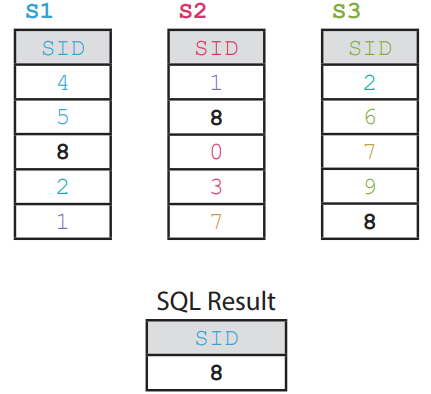 S1 S2 S3
SID SID SID
4 1 2
5 8 6
8 0 7
2 3 9
1 7 8
SQL Result
SID
8